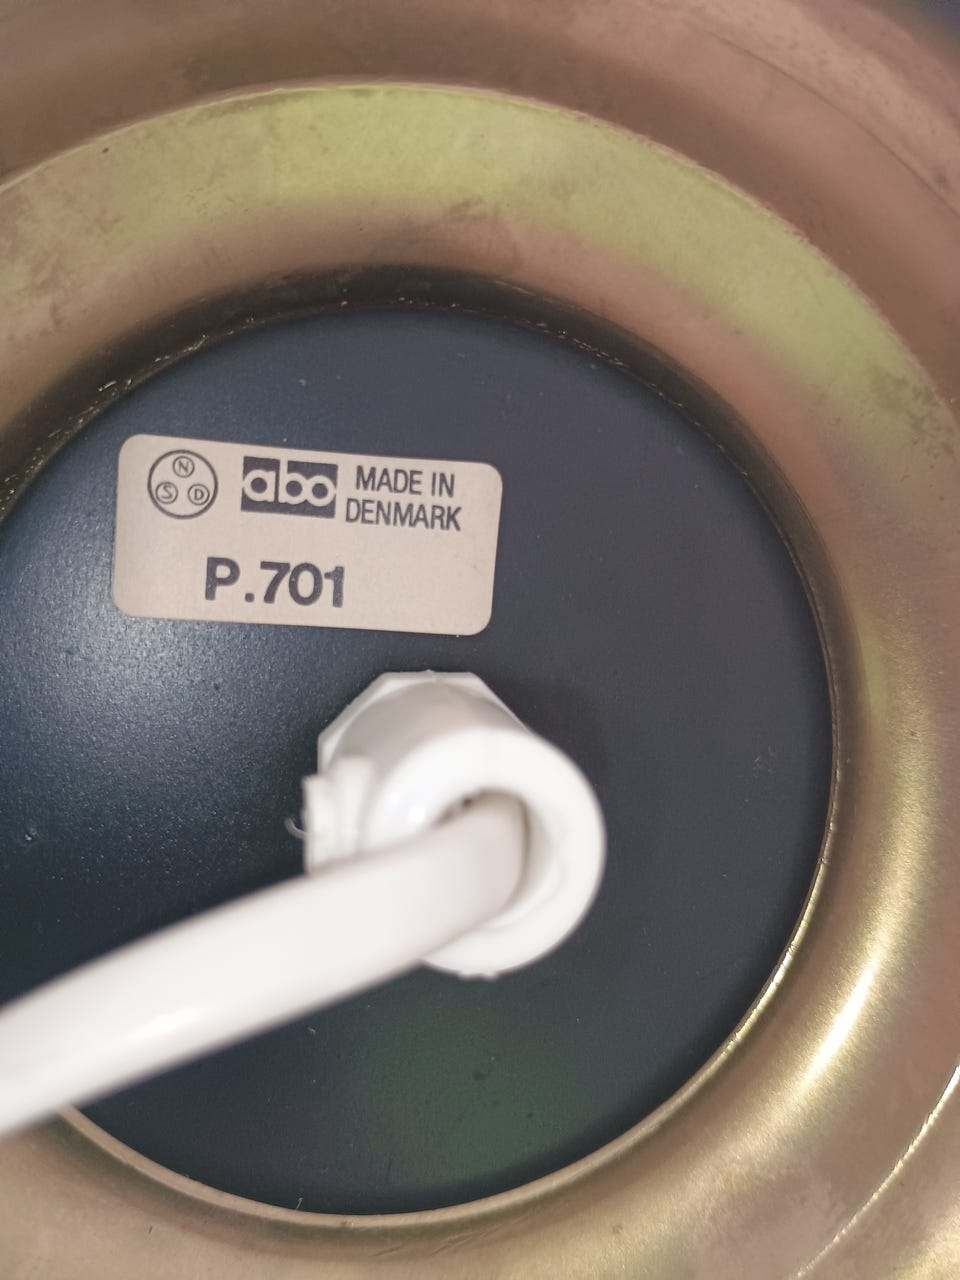 N
S D
abo MADE IN
DENMARK
P.701